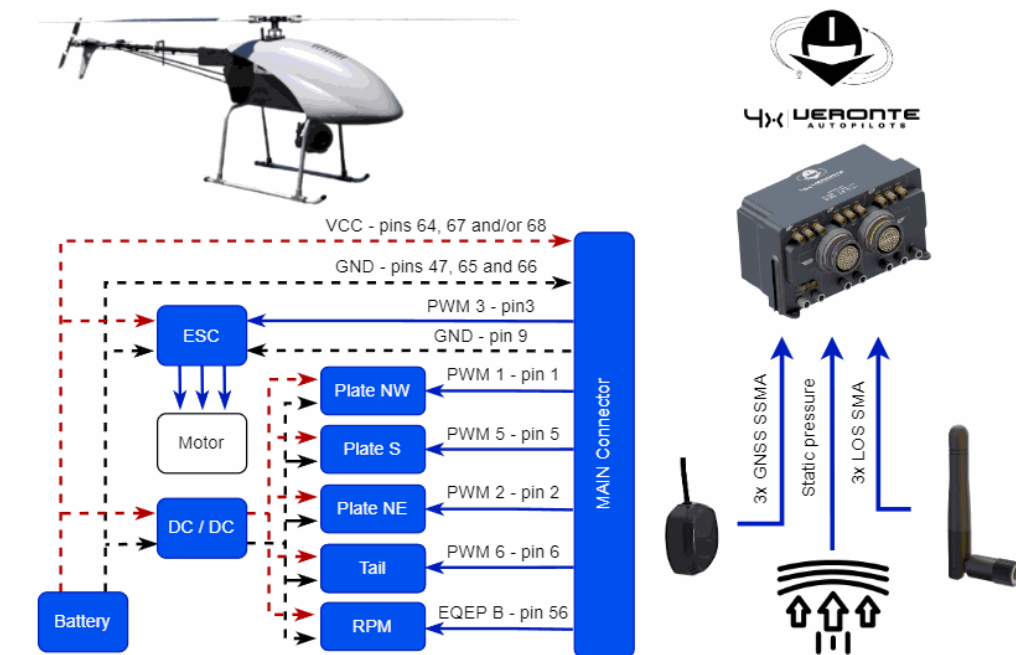 4x VERONTE
AUTOPILOTS
VCC - pins 64, 67 and/or 68
GND - pins 47, 65 and 66
PWM 3 - pin3
ESC
GND - pin 9
PWM 1 - pin 1
Plate NW
Motor
PWM 5 - pin 5
Plate S
PWM 2 - pin 2
Plate NE
DC / DC
PWM 6 - pin 6
Tail
EQEP B - pin 56
RPM
Battery
MAIN Connector
3x GNSS SSMA
Static pressure
3x LOS SMA